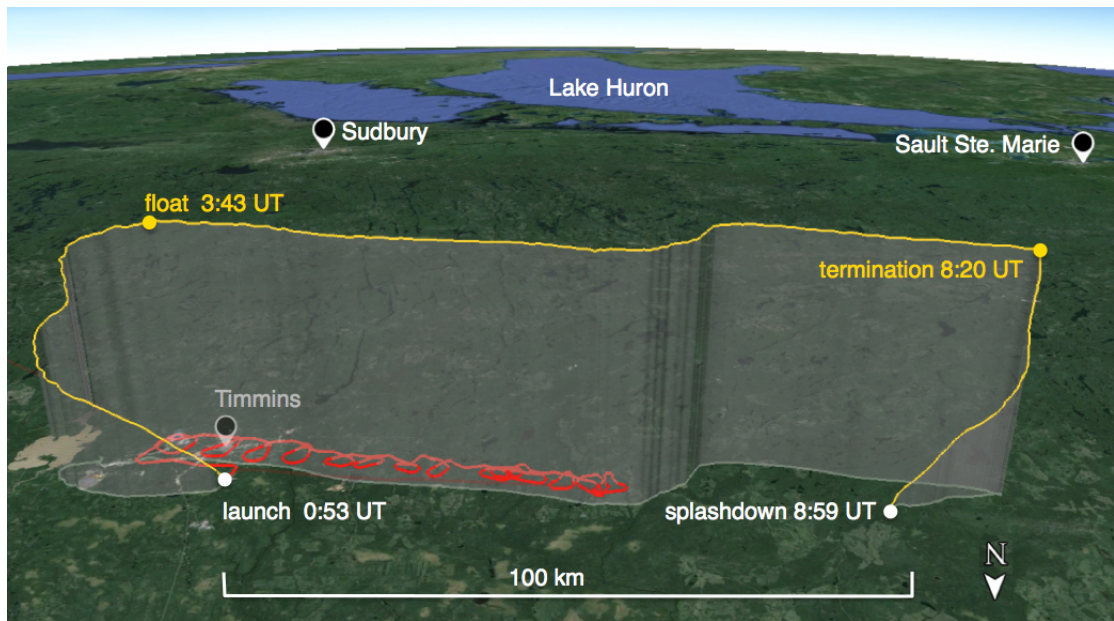 Lake Huron
Sudbury
Sault Ste. Marie
float 3:43 UT
termination 8:20 UT
Timmins
launch 0:53 UT
splashdown 8:59 UT
100 km
N